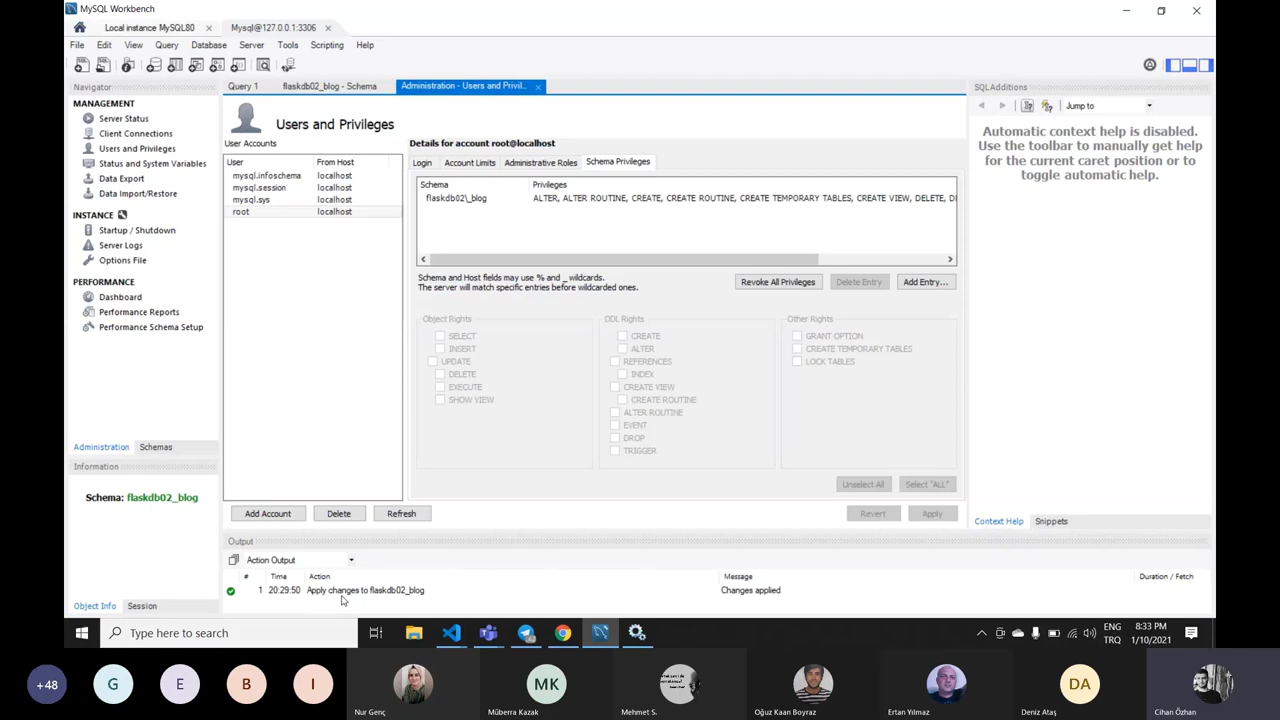 MySQL Workbench
Local instance MySQL80
Mysql@127.0.0.1:3306
File Edit View Query Database Server Tools Scripting Help
Navigator
MANAGEMENT
Server Status
Client Connections
Users and Privileges
Status and System Variables
Data Export
Data Import/Restore
INSTANCE
Startup / Shutdown
Server Logs
Options File
PERFORMANCE
Dashboard
Performance Reports
Performance Schema Setup
Administration Schemas
Information
Schema: flaskdb02_blog
Object Info Session
Query 1
flaskdb02_blog - Schema
Administration - Users and Privil...
Users and Privileges
User Accounts
User From Host
mysql.infoschema localhost
mysql.session localhost
mysql.sys localhost
root localhost
Add Account Delete Refresh
Details for account root@localhost
Login Account Limits Administrative Roles Schema Privileges
Schema Privileges
flaskdb02\_blog ALTER, ALTER ROUTINE, CREATE, CREATE ROUTINE, CREATE TEMPORARY TABLES, CREATE VIEW, DELETE, D
Schema and Host fields may use % and _ wildcards.
The server will match specific entries before wildcarded ones.
Revoke All Privileges Delete Entry Add Entry...
Object Rights
SELECT
INSERT
UPDATE
DELETE
EXECUTE
SHOW VIEW
DDL Rights
CREATE
ALTER
REFERENCES
INDEX
CREATE VIEW
CREATE ROUTINE
ALTER ROUTINE
EVENT
DROP
TRIGGER
Other Rights
GRANT OPTION
CREATE TEMPORARY TABLES
LOCK TABLES
Unselect All Select "ALL"
Revert Apply
SQLAdditions
Jump to
Automatic context help is disabled.
Use the toolbar to manually get help
for the current caret position or to
toggle automatic help.
Context Help Snippets
Output
Action Output
# Time Action Message Duration / Fetch
1 20:29:50 Apply changes to flaskdb02_blog Changes applied
Type here to search
ENG
TRQ
8:33 PM
1/10/2021
+48
G
E
B
I
Nur Genç
MK
Müberra Kazak
Mehmet S.
Oğuz Kaan Boyraz
Ertan Yılmaz
DA
Deniz Ataş
Cihan Özhan